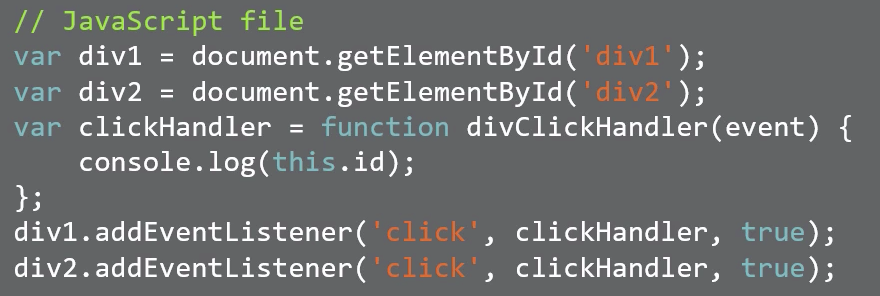 // JavaScript file
var div1 = document.getElementById('div1');
var div2 = document.getElementById('div2');
var clickHandler = function divClickHandler(event) {
    console.log(this.id);
};
div1.addEventListener('click', clickHandler, true);
div2.addEventListener('click', clickHandler, true);